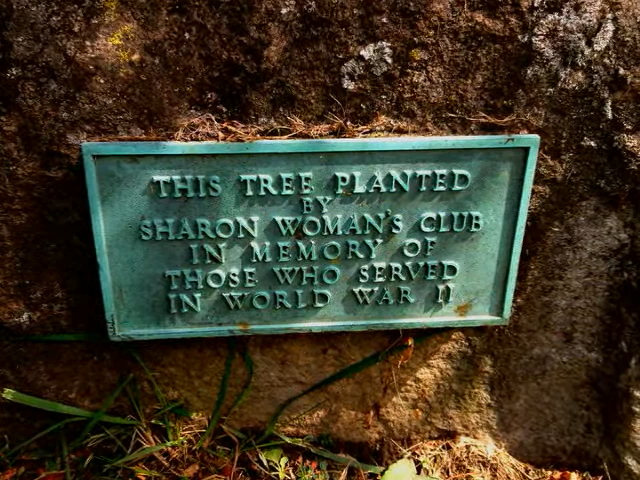 THIS TREE PLANTED
BY
SHARON WOMAN'S CLUB
IN MEMORY OF
THOSE WHO SERVED
IN WORLD WAR II